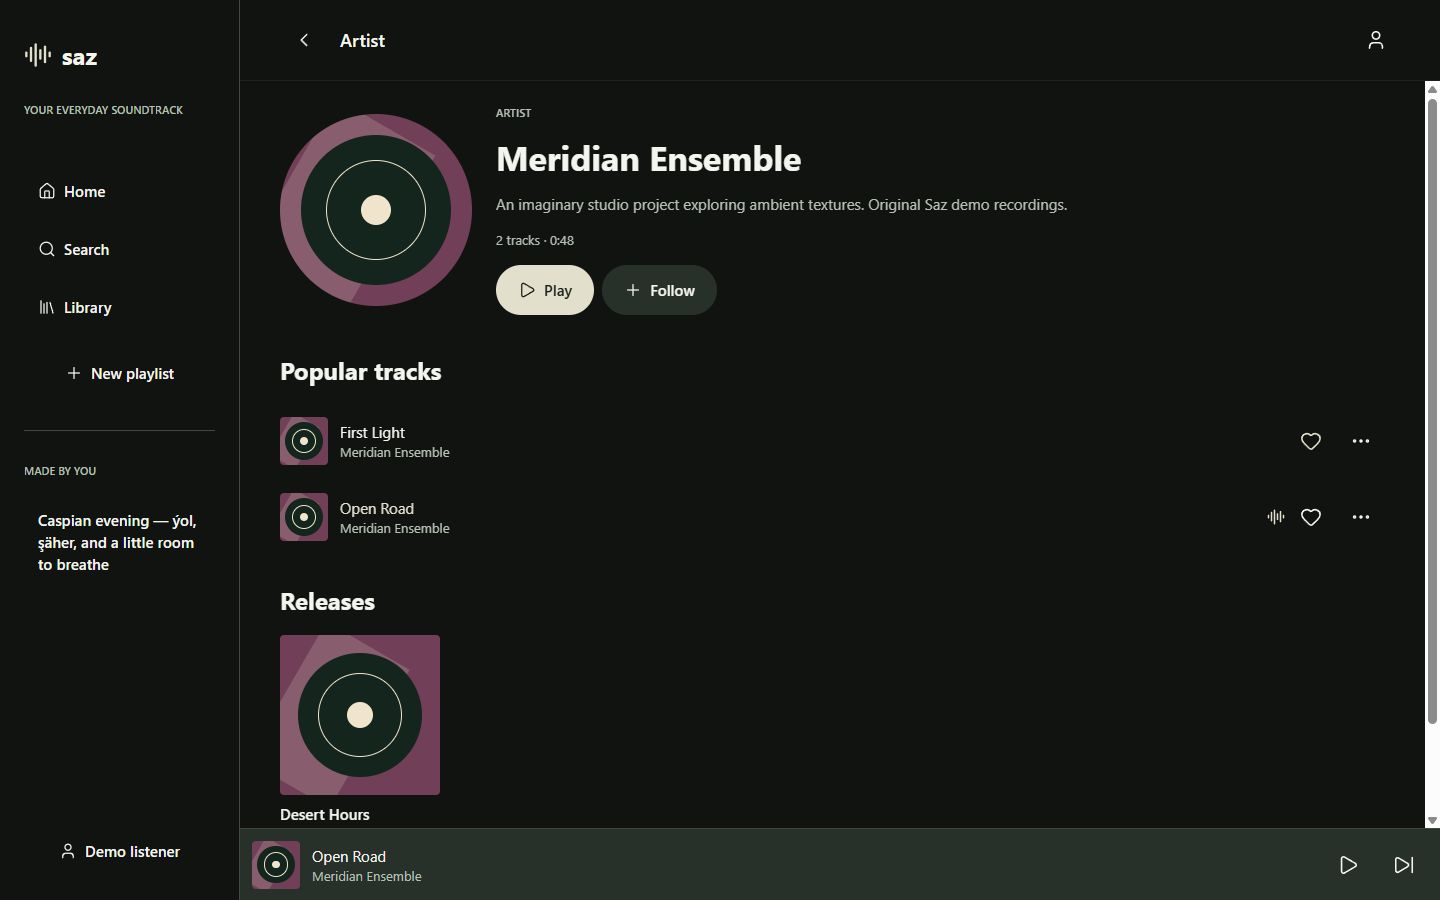 saz
YOUR EVERYDAY SOUNDTRACK
Home
Search
Library
New playlist
MADE BY YOU
Caspian evening — ýol,
şäher, and a little room
to breathe
Demo listener
Artist
ARTIST
Meridian Ensemble
An imaginary studio project exploring ambient textures. Original Saz demo recordings.
2 tracks · 0:48
Play
Follow
Popular tracks
First Light
Meridian Ensemble
Open Road
Meridian Ensemble
Releases
Desert Hours
Open Road
Meridian Ensemble